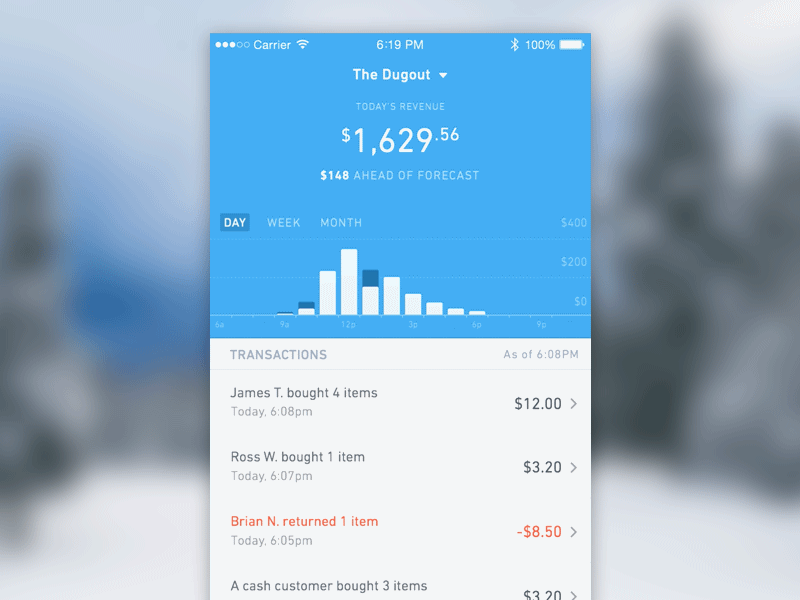 Carrier 6:19 PM 100%
The Dugout
TODAY'S REVENUE
$1,629.56
$148 AHEAD OF FORECAST
DAY WEEK MONTH $400
$200
$0
6a 9a 12p 3p 6p 9p
TRANSACTIONS As of 6:08PM
James T. bought 4 items
Today, 6:08pm
$12.00
Ross W. bought 1 item
Today, 6:07pm
$3.20
Brian N. returned 1 item
Today, 6:05pm
-$8.50
A cash customer bought 3 items
$3.20